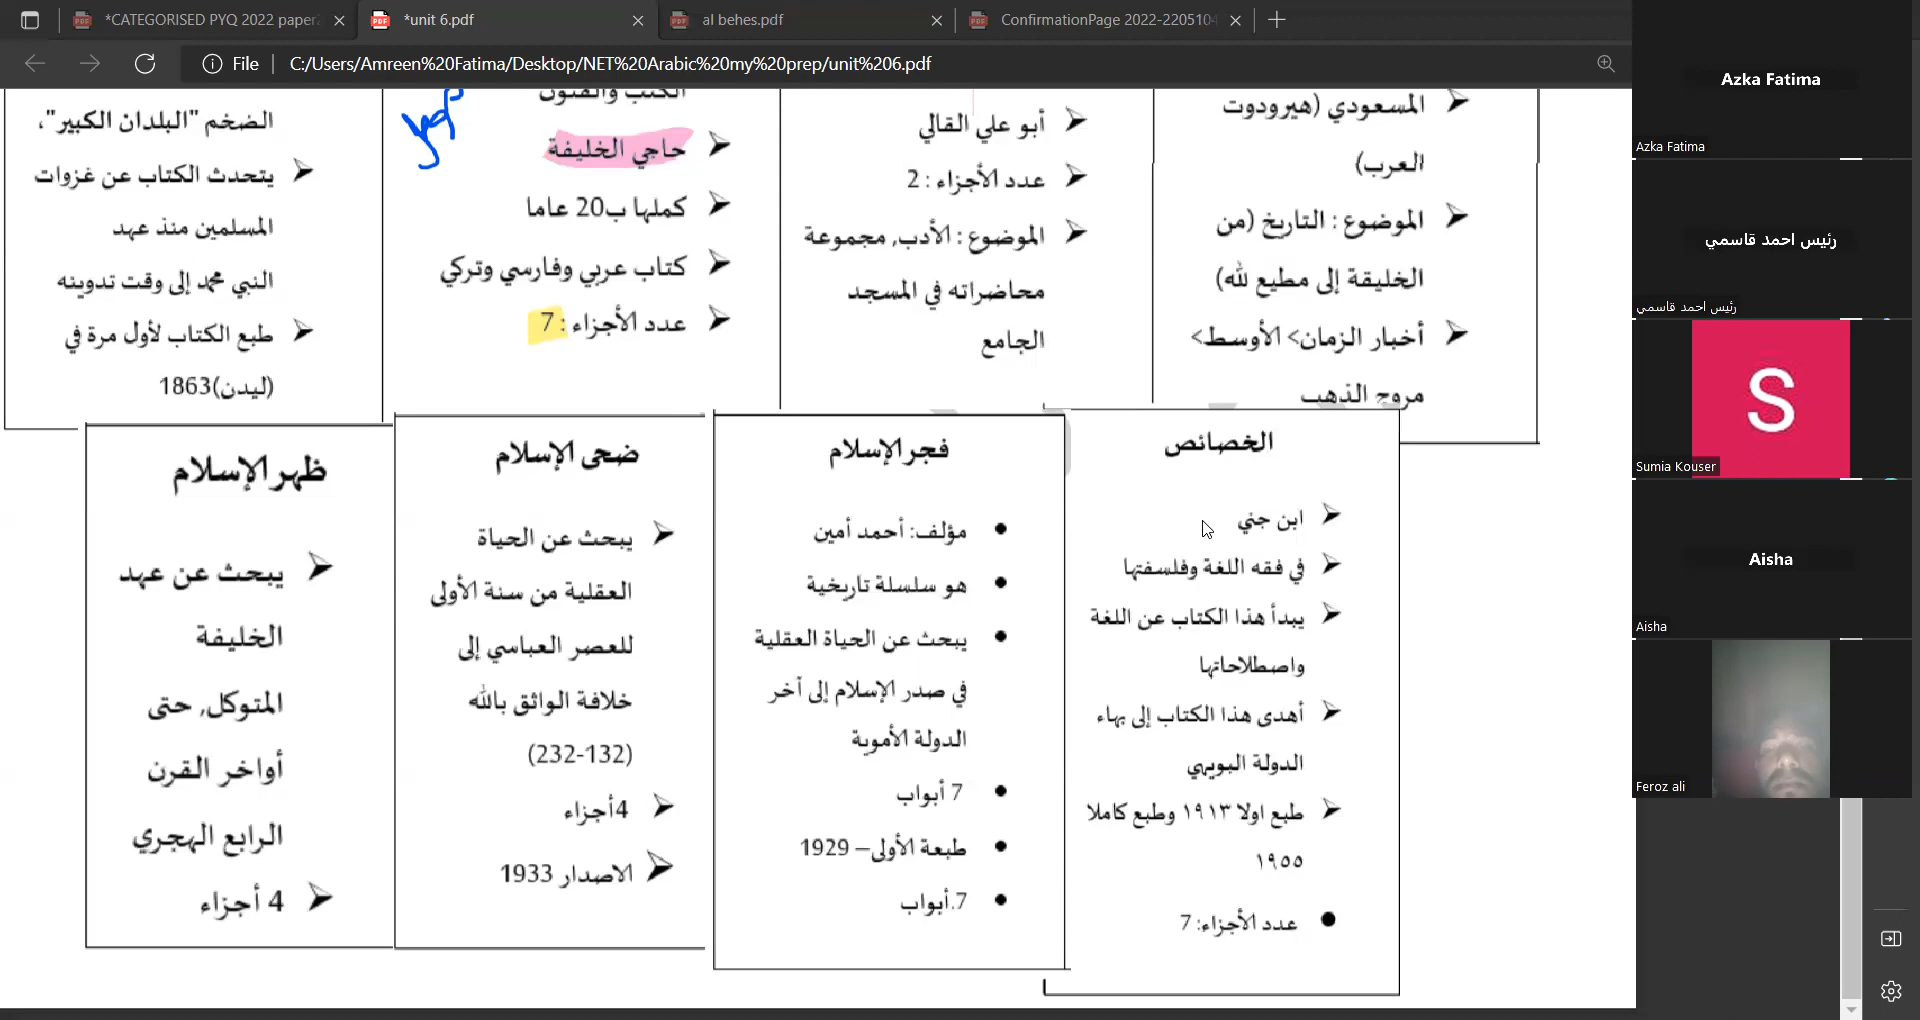 *CATEGORISED PYQ 2022 paper
*unit 6.pdf
al behes.pdf
ConfirmationPage 2022-220510
File
C:/Users/Amreen%20Fatima/Desktop/NET%20Arabic%20my%20prep/unit%206.pdf
المسعودي (هيرودوت
العرب)
الموضوع : التاريخ (من
الخليقة إلى مطيع لله)
أخبار الزمان> الأوسط>
مروج الذهب
أبو علي القالي
عدد الأجزاء : 2
الموضوع : الأدب, مجموعة
محاضراته في المسجد
الجامع
الكتب والفنون
حاجي الخليفة
كملها ب20 عاما
كتاب عربي وفارسي وتركي
عدد الأجزاء : 7
الضخم "البلدان الكبير"،
يتحدث الكتاب عن غزوات
المسلمين منذ عهد
النبي محمد إلى وقت تدوينه
طبع الكتاب لأول مرة في
(ليدن)1863
الخصائص
ابن جني
في فقه اللغة وفلسفتها
يبدأ هذا الكتاب عن اللغة
واصطلاحاتها
أهدى هذا الكتاب إلى بهاء
الدولة البويهي
طبع اولا ١٩١٣ وطبع كاملا
١٩٥٥
عدد الأجزاء: 7
فجر الإسلام
مؤلف: أحمد أمين
هو سلسلة تاريخية
يبحث عن الحياة العقلية
في صدر الإسلام إلى أخر
الدولة الأموية
7 أبواب
طبعة الأولى– 1929
7.أبواب
ضحى الإسلام
يبحث عن الحياة
العقلية من سنة الأولى
للعصر العباسي إلى
خلافة الواثق بالله
(232-132)
4أجزاء
الاصدار 1933
ظهر الإسلام
يبحث عن عهد
الخليفة
المتوكل, حتى
أواخر القرن
الرابع الهجري
4 أجزاء
Azka Fatima
Azka Fatima
رئيس احمد قاسمي
رئيس احمد قاسمي
S
Sumia Kouser
Aisha
Aisha
Feroz ali